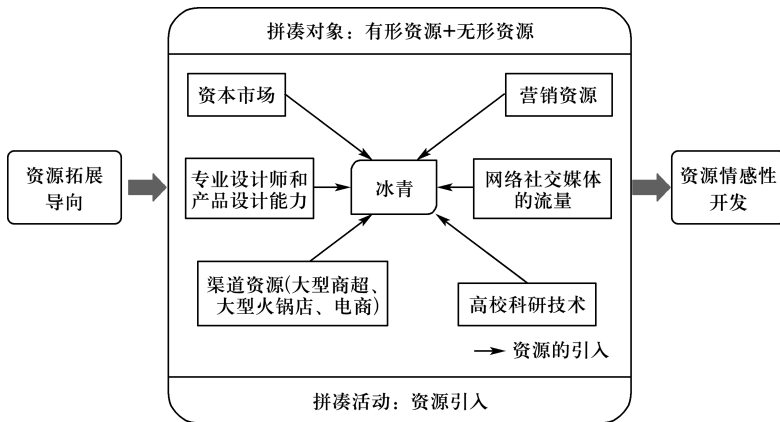 拼凑对象：有形资源+无形资源
资本市场
营销资源
资源拓展
导向
专业设计师和
产品设计能力
冰青
网络社交媒体
的流量
资源情感性
开发
渠道资源(大型商超、
大型火锅店、电商)
高校科研技术
资源的引入
拼凑活动：资源引入